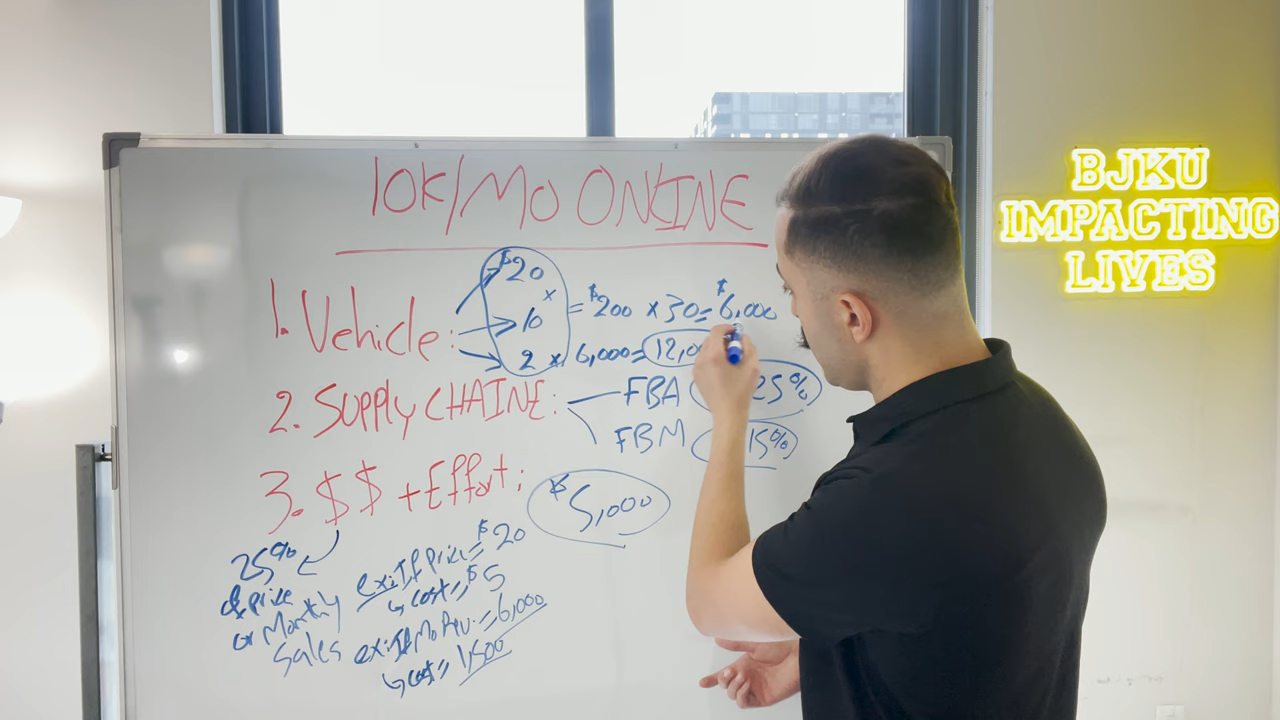 10K/MO ONLINE
1. Vehicle:
$20
x
10 = $200 x 30 = $6,000
2 x 6,000 = 12,0
2. SUPPLY CHAINE:
FBA 25%
FBM 15%
3. $$ + Effort:
$5,000
25%
of price
or Monthly
sales
ex: If Price = $20
↳ cost = $5
ex: If Mo Rev. = 6,000
↳ cost = 1,500
BJKU
IMPACTING
LIVES